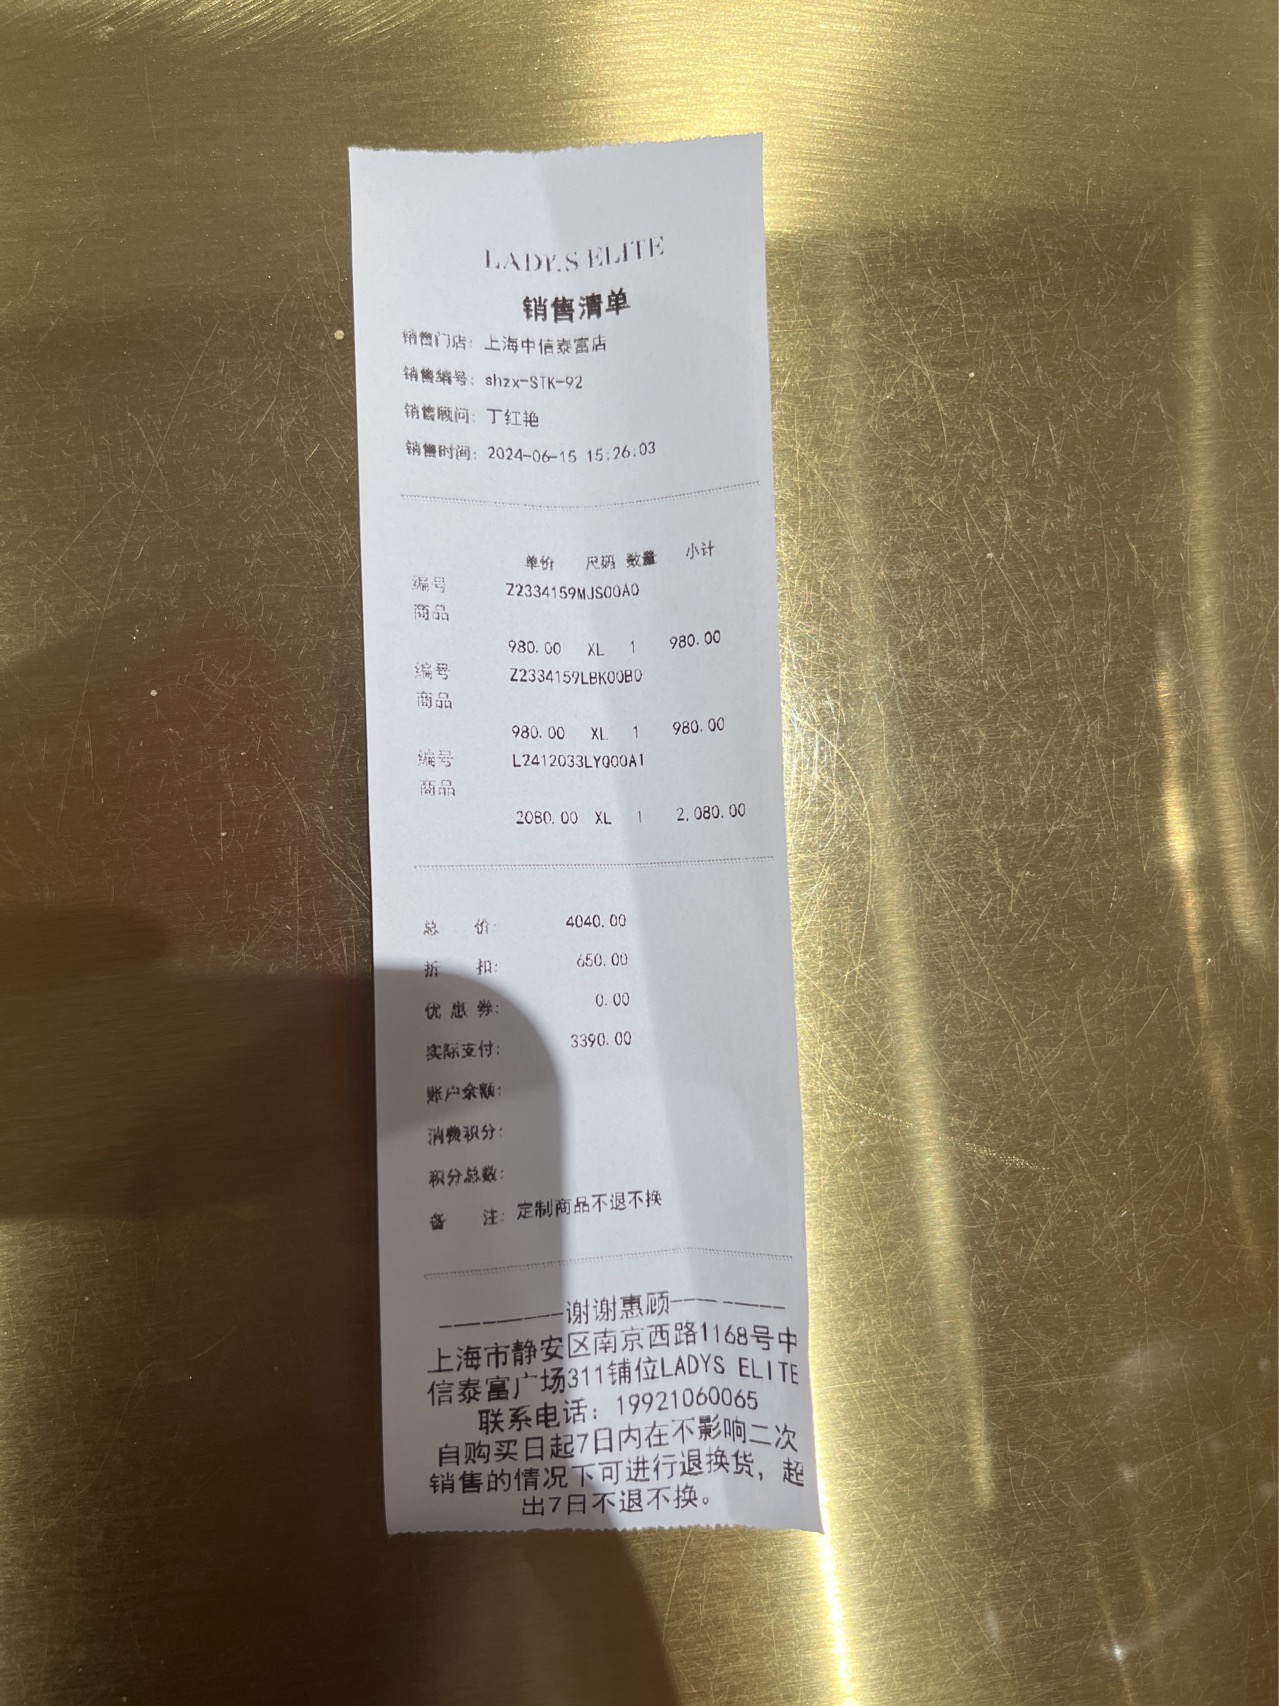 LADY.S ELITE
销售清单
销售门店: 上海中信泰富店
销售编号: shzx-STK-92
销售顾问: 丁红艳
销售时间: 2024-06-15 15:26:03
单价 尺码 数量 小计
编号 Z2334159MJS00A0
商品
980.00 XL 1 980.00
编号 Z2334159LBK00B0
商品
980.00 XL 1 980.00
编号 L2412033LY000A1
商品
2080.00 XL 1 2,080.00
总 价: 4040.00
折 扣: 650.00
优 惠 券: 0.00
实际支付: 3390.00
账户余额:
消费积分:
积分总数:
备 注: 定制商品不退不换
————————谢谢惠顾————————
上海市静安区南京西路1168号中
信泰富广场311铺位LADYS ELITE
联系电话: 19921060065
自购买日起7日内在不影响二次
销售的情况下可进行退换货，超
出7日不退不换。